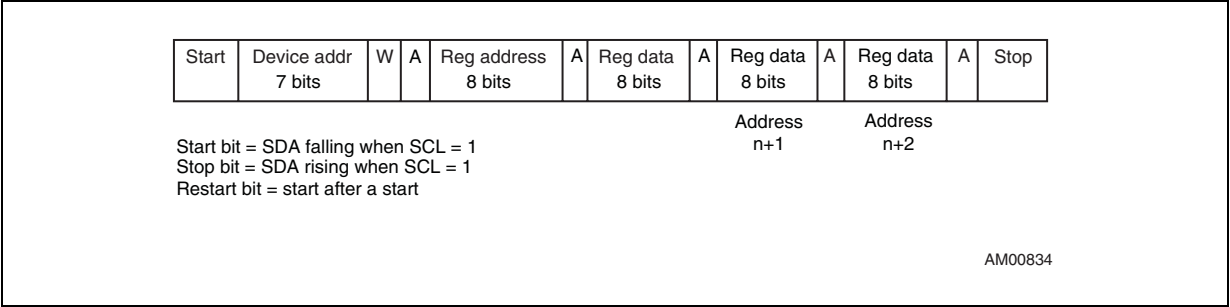 Start Device addr W A Reg address A Reg data A Reg data A Reg data A Stop
7 bits 8 bits 8 bits 8 bits 8 bits
Address Address
n+1 n+2
Start bit = SDA falling when SCL = 1
Stop bit = SDA rising when SCL = 1
Restart bit = start after a start
AM00834